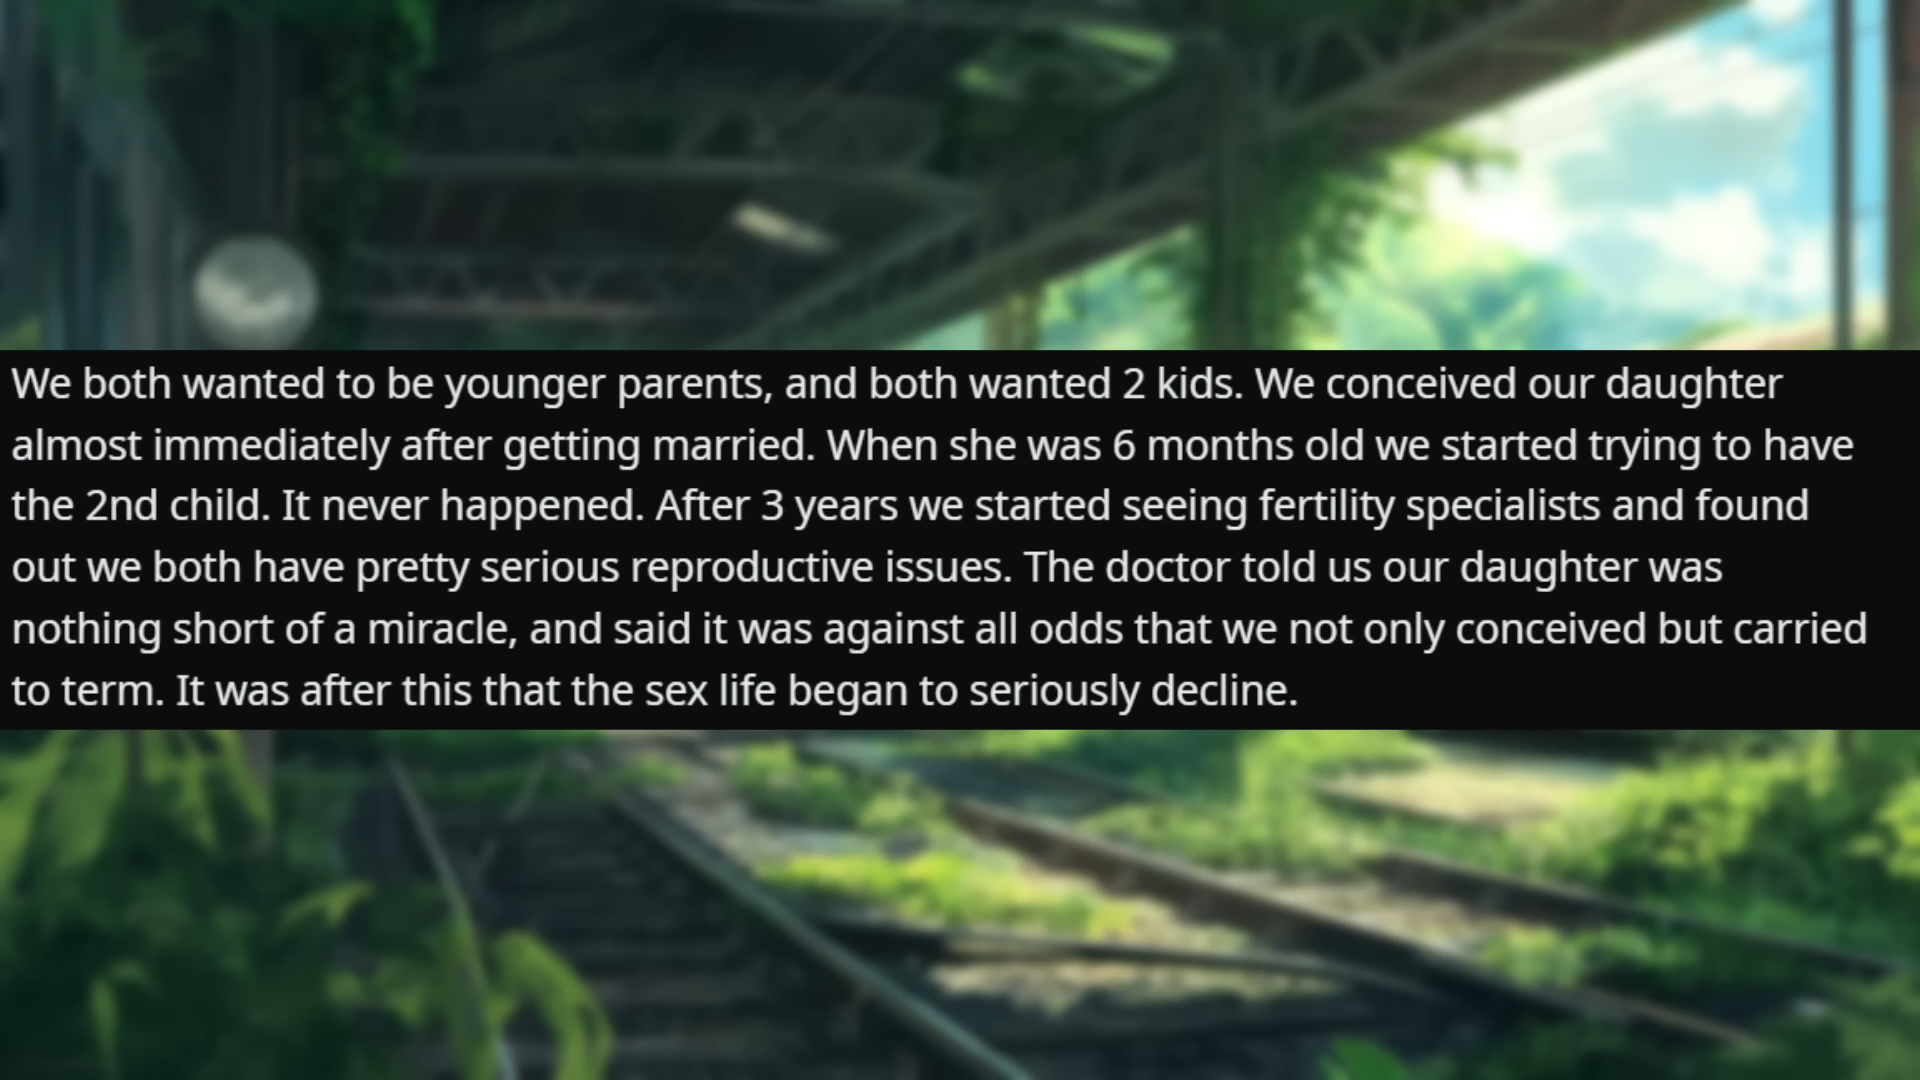 We both wanted to be younger parents, and both wanted 2 kids. We conceived our daughter
almost immediately after getting married. When she was 6 months old we started trying to have
the 2nd child. It never happened. After 3 years we started seeing fertility specialists and found
out we both have pretty serious reproductive issues. The doctor told us our daughter was
nothing short of a miracle, and said it was against all odds that we not only conceived but carried
to term. It was after this that the sex life began to seriously decline.